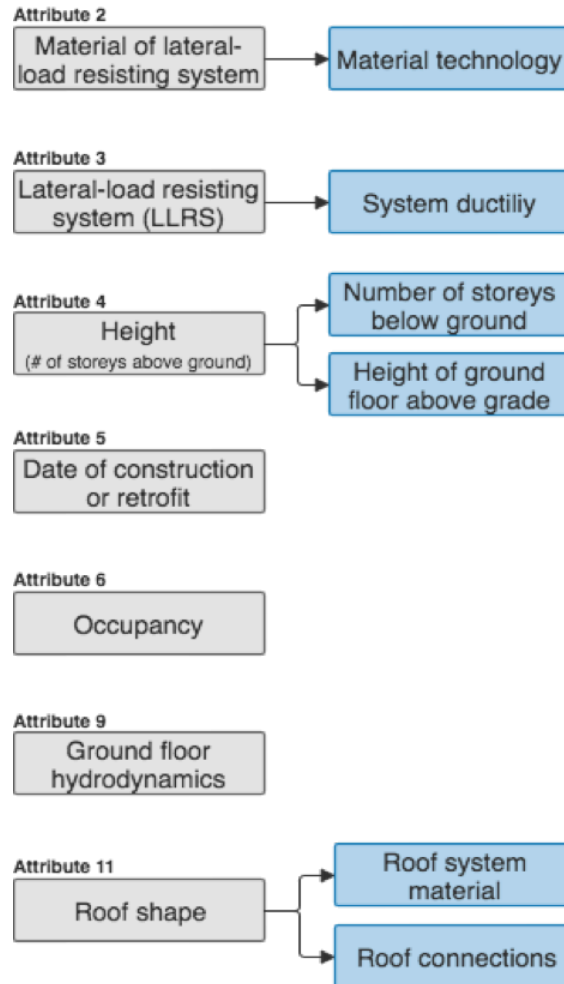 Attribute 2
Material of lateral-
load resisting system
Material technology
Attribute 3
Lateral-load resisting
system (LLRS)
System ductiliy
Attribute 4
Height
(# of storeys above ground)
Number of storeys
below ground
Height of ground
floor above grade
Attribute 5
Date of construction
or retrofit
Attribute 6
Occupancy
Attribute 9
Ground floor
hydrodynamics
Attribute 11
Roof shape
Roof system
material
Roof connections